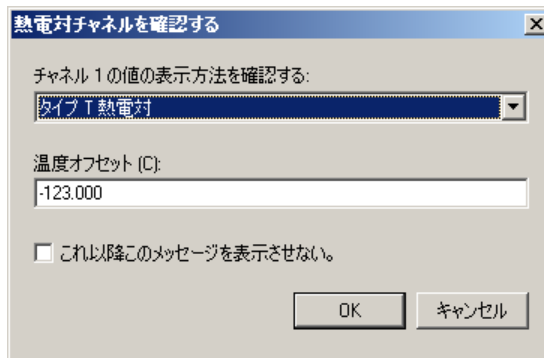 熱電対チャネルを確認する
チャネル 1 の値の表示方法を確認する:
タイプ T 熱電対
温度オフセット (C):
-123.000
これ以降このメッセージを表示させない。
OK
キャンセル